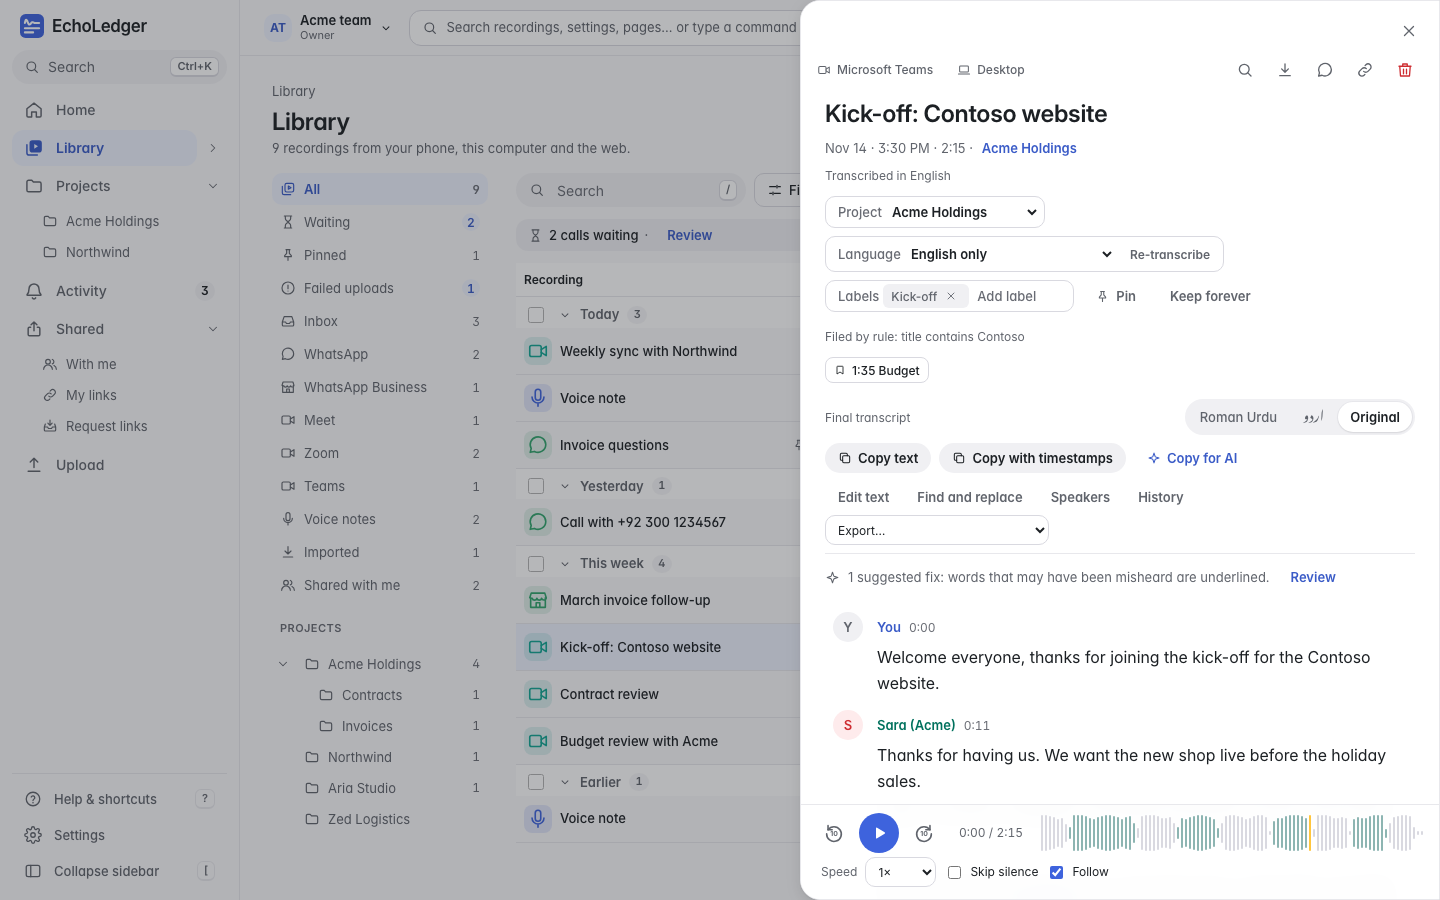 EchoLedger
Search Ctrl+K
Home
Library
Projects
Acme Holdings
Northwind
Activity 3
Shared
With me
My links
Request links
Upload
Help & shortcuts ?
Settings
Collapse sidebar [
AT Acme team
Owner
Search recordings, settings, pages... or type a command
Library
Library
9 recordings from your phone, this computer and the web.
All 9
Waiting 2
Pinned 1
Failed uploads 1
Inbox 3
WhatsApp 2
WhatsApp Business 1
Meet 1
Zoom 2
Teams 1
Voice notes 2
Imported 1
Shared with me 2
PROJECTS
Acme Holdings 4
Contracts 1
Invoices 1
Northwind 1
Aria Studio 1
Zed Logistics
Search /
Fi
2 calls waiting · Review
Recording
Today 3
Weekly sync with Northwind
Voice note
Invoice questions
Yesterday 1
Call with +92 300 1234567
This week 4
March invoice follow-up
Kick-off: Contoso website
Contract review
Budget review with Acme
Earlier 1
Voice note
Microsoft Teams Desktop
Kick-off: Contoso website
Nov 14 · 3:30 PM · 2:15 · Acme Holdings
Transcribed in English
Project Acme Holdings
Language English only Re-transcribe
Labels Kick-off Add label Pin Keep forever
Filed by rule: title contains Contoso
1:35 Budget
Final transcript Roman Urdu اردو Original
Copy text Copy with timestamps Copy for AI
Edit text Find and replace Speakers History
Export...
1 suggested fix: words that may have been misheard are underlined. Review
Y You 0:00
Welcome everyone, thanks for joining the kick-off for the Contoso
website.
S Sara (Acme) 0:11
Thanks for having us. We want the new shop live before the holiday
sales.
10 10 0:00 / 2:15
Speed 1× Skip silence Follow